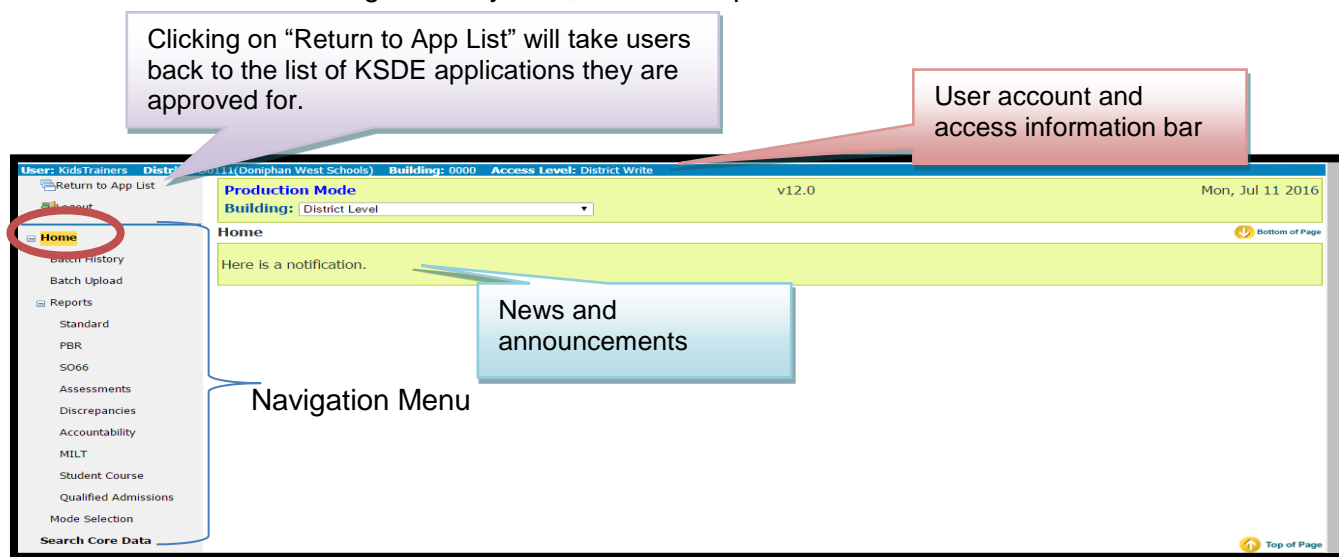 Clicking on “Return to App List” will take users
back to the list of KSDE applications they are
approved for.
User account and
access information bar
User: KidsTrainers (Doniphan West Schools) Building: 0000 Access Level: District Write
Return to App List
Logout
Production Mode v12.0 Mon, Jul 11 2016
Building: District Level
Home
Home
Bottom of Page
Batch History
Here is a notification.
Batch Upload
Reports
Standard
PBR
SO66
Assessments
Discrepancies
Accountability
MILT
Student Course
Qualified Admissions
Mode Selection
Search Core Data
News and
announcements
Navigation Menu
Top of Page